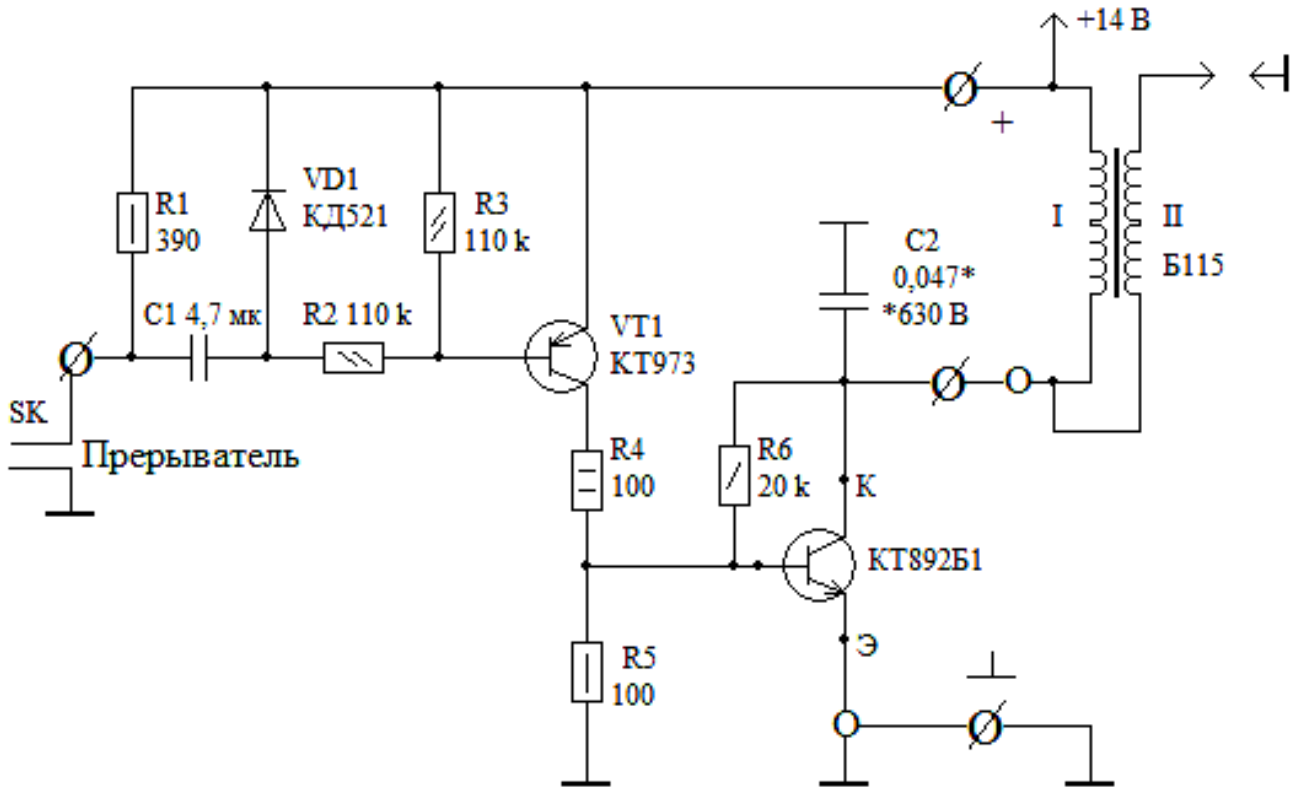 +14 В
+
R1
390
VD1
КД521
R3
110 k
I
II
Б115
C2
0,047*
*630 В
C1 4,7 мк
R2 110 k
VT1
КТ973
SK
Прерыватель
R4
100
R6
20 k
К
КТ892Б1
Э
R5
100